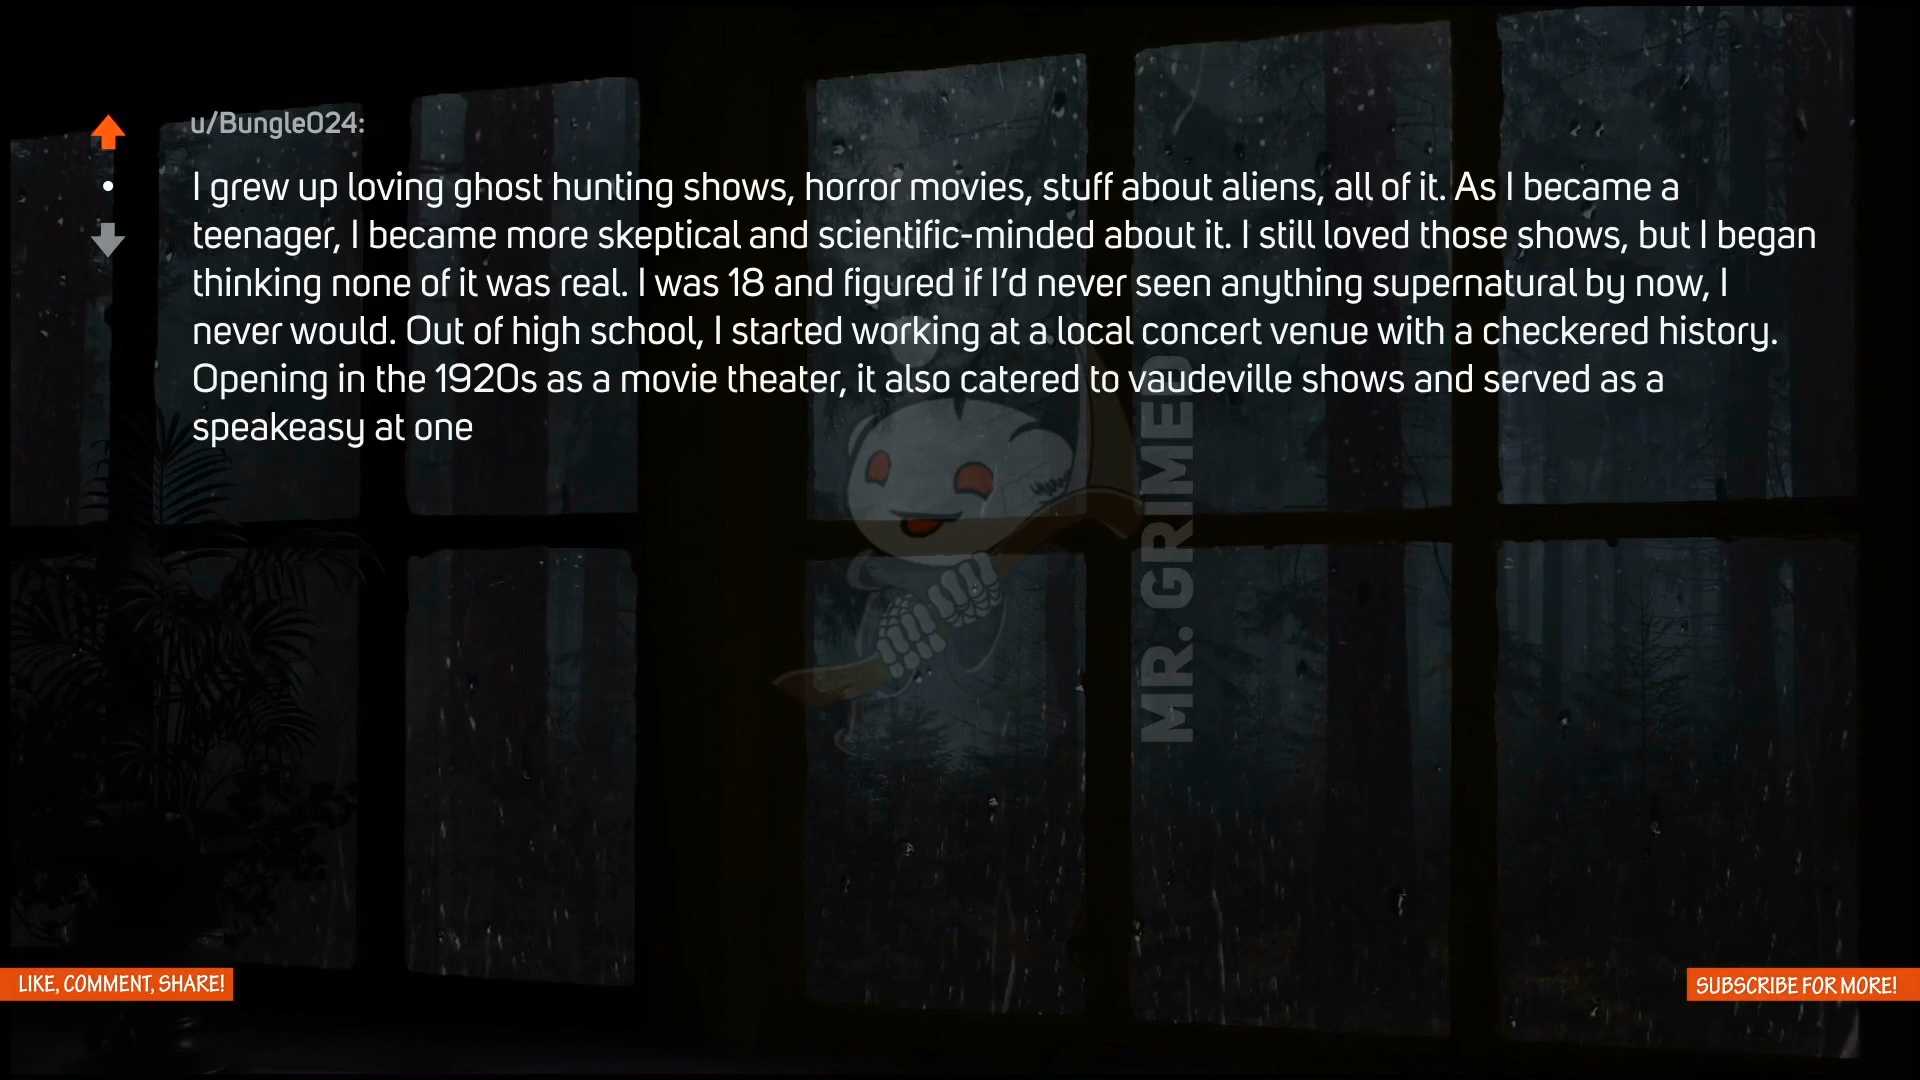 u/Bungle024:
I grew up loving ghost hunting shows, horror movies, stuff about aliens, all of it. As I became a
teenager, I became more skeptical and scientific-minded about it. I still loved those shows, but I began
thinking none of it was real. I was 18 and figured if I'd never seen anything supernatural by now, I
never would. Out of high school, I started working at a local concert venue with a checkered history.
Opening in the 1920s as a movie theater, it also catered to vaudeville shows and served as a
speakeasy at one
MR. GRIMED
LIKE, COMMENT, SHARE!
SUBSCRIBE FOR MORE!